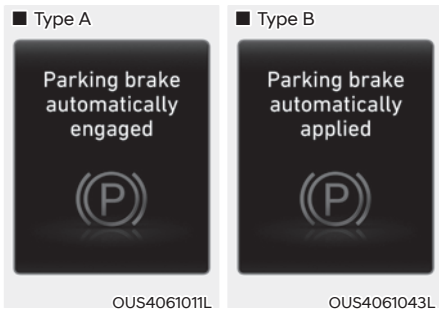 ■ Type A
Parking brake
automatically
engaged
P
OUS4061011L
■ Type B
Parking brake
automatically
applied
P
OUS4061043L